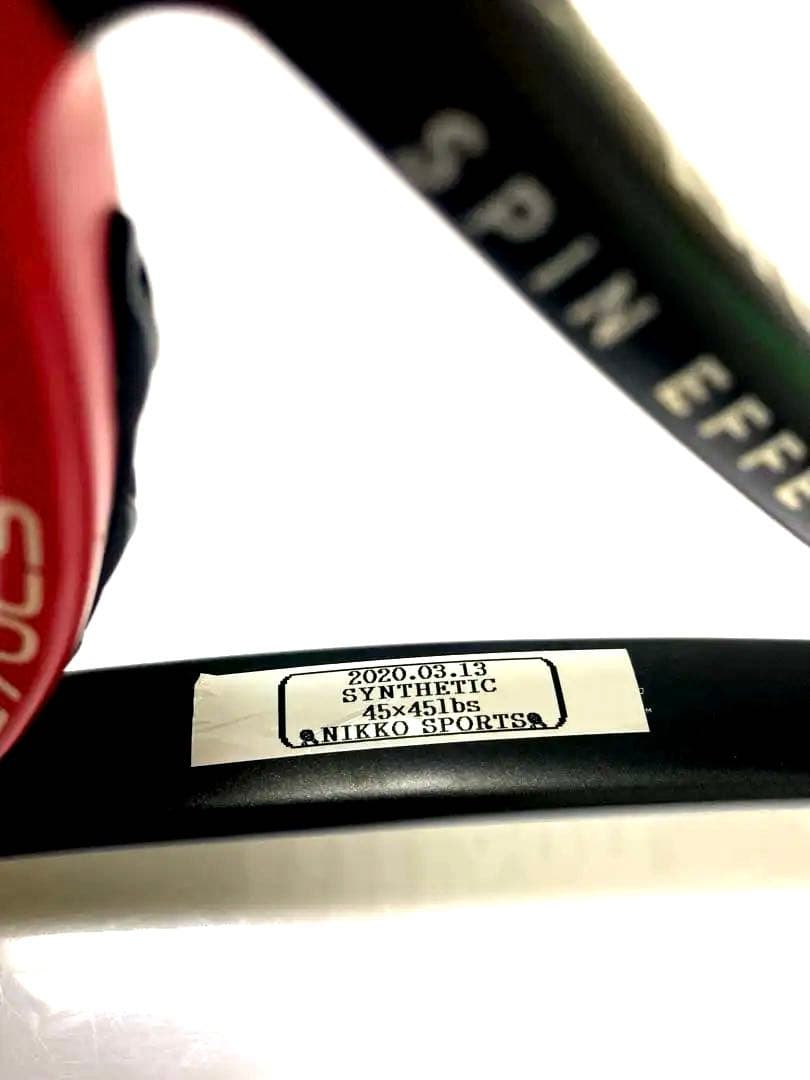 SPIN EFFE
2020.03.13
SYNTHETIC
45×45lbs
NIKKO SPORTS